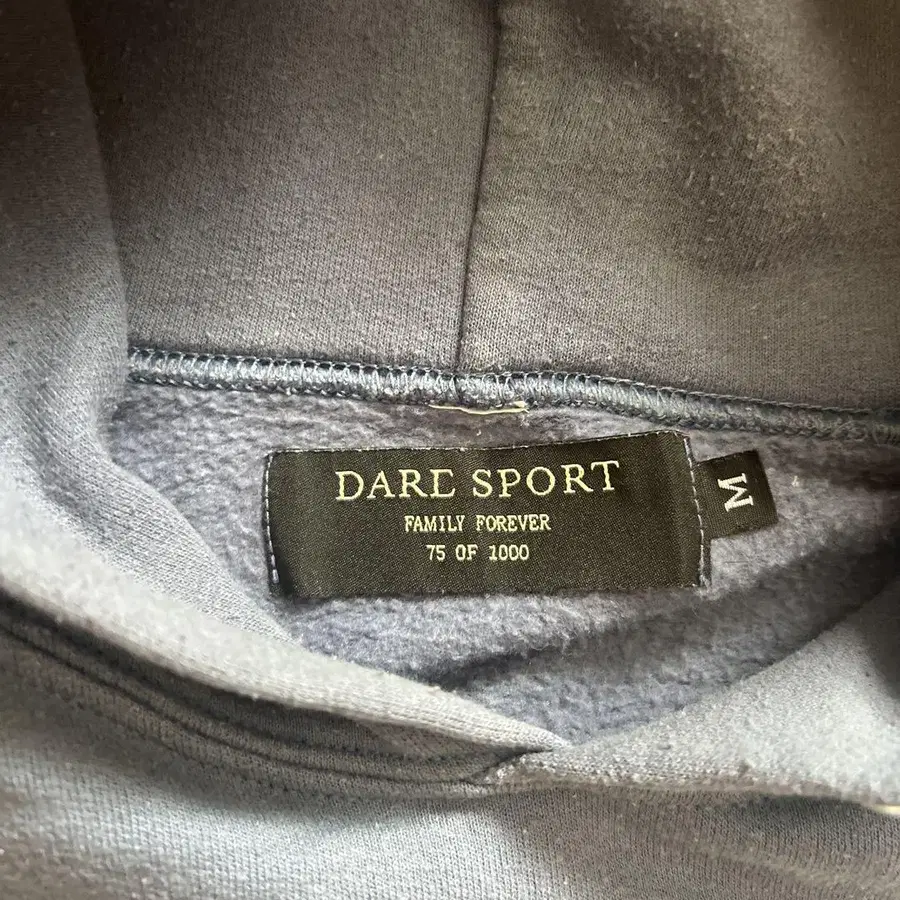 DARE SPORT
FAMILY FOREVER
75 OF 1000
M